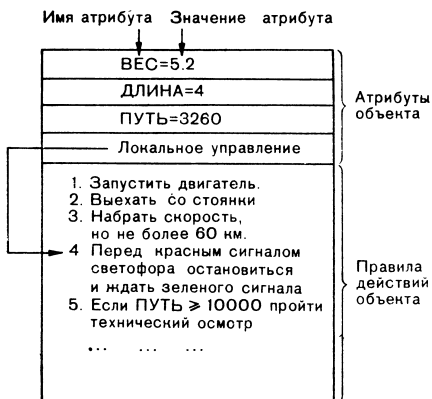 Имя атрибута Значение атрибута
ВЕС=5.2
ДЛИНА=4
ПУТЬ=3260
Локальное управление
Атрибуты
объекта
1. Запустить двигатель.
2. Выехать со стоянки
3. Набрать скорость,
но не более 60 км.
4 Перед красным сигналом
светофора остановиться
и ждать зеленого сигнала
5. Если ПУТЬ ⩾ 10000 пройти
технический осмотр
... ... ...
Правила
действий
объекта